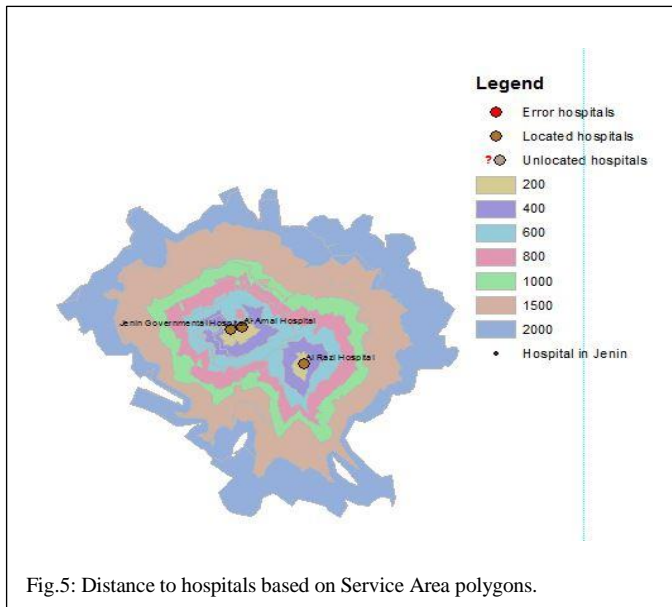 Legend
Error hospitals
Located hospitals
? Unlocated hospitals
200
400
600
800
1000
1500
2000
Hospital in Jenin
Jenin Governmental Hospital
Al Amal Hospital
Al Razi Hospital
Fig.5: Distance to hospitals based on Service Area polygons.